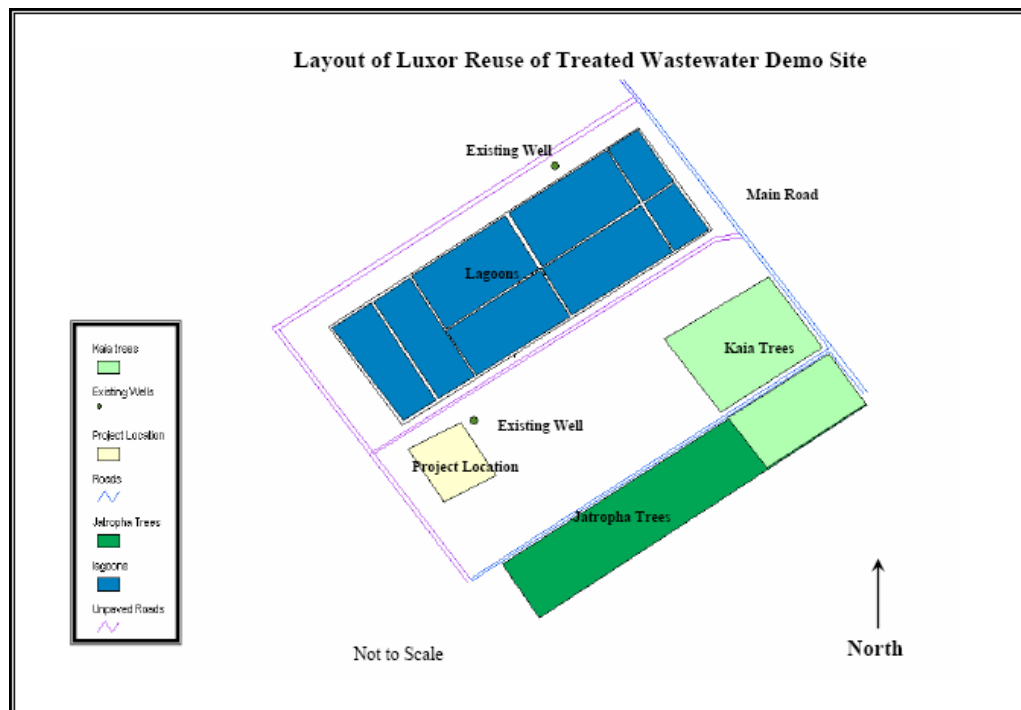 Layout of Luxor Reuse of Treated Wastewater Demo Site
Existing Well
Main Road
Lagoons
Kaia Trees
Existing Well
Project Location
Jatropha Trees
Kaia trees
Existing Wells
Project Location
Roads
Jatropha Trees
lagoons
Unpaved Roads
Not to Scale
North